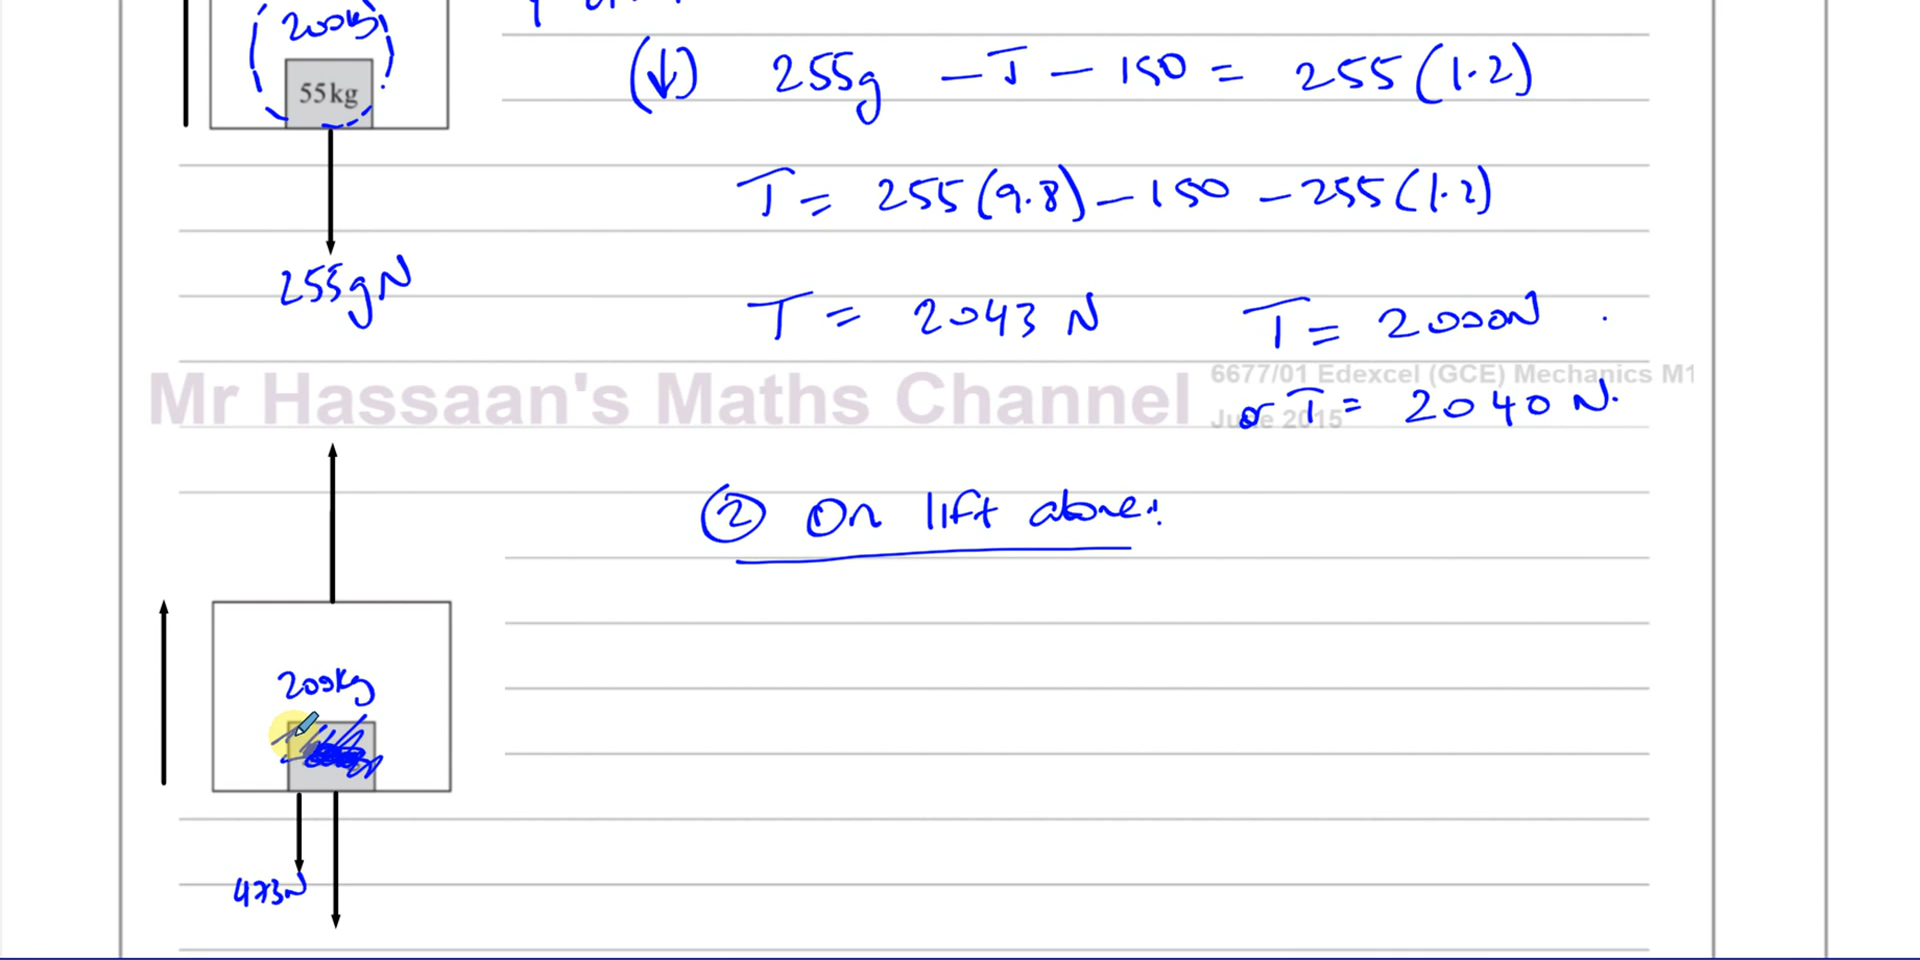 200kg
(↓) 255g - T - 150 = 255(1.2)
55kg
T = 255(9.8) - 150 - 255(1.2)
255gN
T = 2043 N T = 2000N .
Mr Hassaan's Maths Channel
6677/01 Edexcel (GCE) Mechanics M1
June 2015
or T = 2040 N.
② On lift alone:
200kg
473N